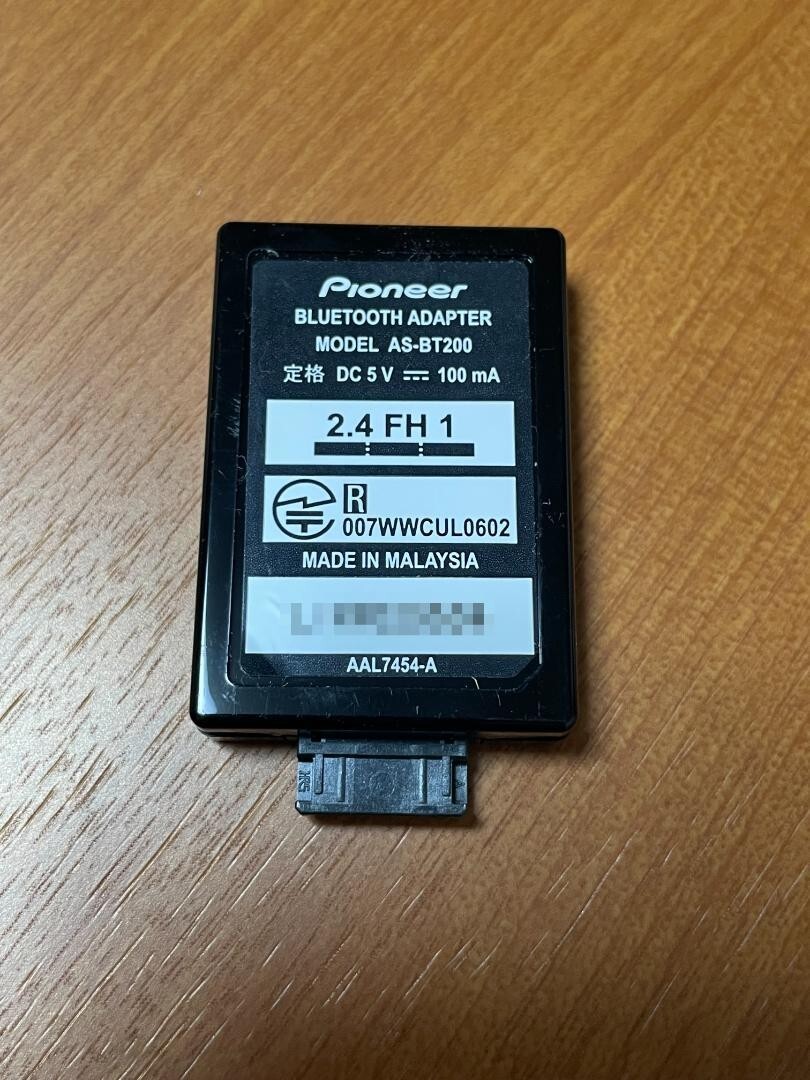 Pioneer
BLUETOOTH ADAPTER
MODEL AS-BT200
定格 DC 5 V ⎓ 100 mA
2.4 FH 1
R
007WWCUL0602
MADE IN MALAYSIA
AAL7454-A